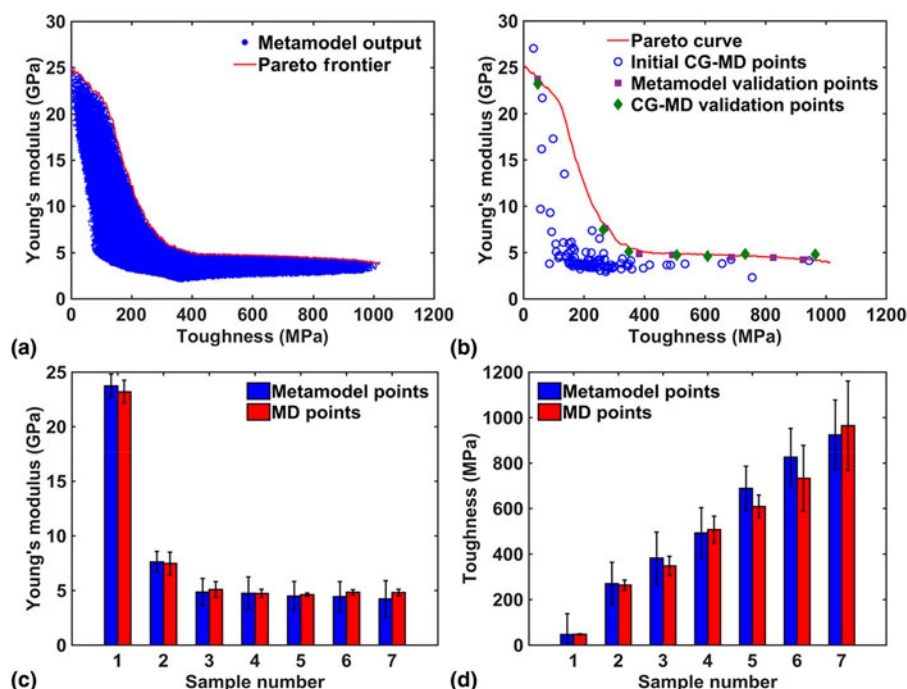 30
25
20
15
10
5
0
Young's modulus (GPa)
Metamodel output
Pareto frontier
0 200 400 600 800 1000 1200
Toughness (MPa)
(a)
30
25
20
15
10
5
0
Young's modulus (GPa)
Pareto curve
Initial CG-MD points
Metamodel validation points
CG-MD validation points
0 200 400 600 800 1000 1200
Toughness (MPa)
(b)
25
20
15
10
5
0
Young's modulus (GPa)
Metamodel points
MD points
1 2 3 4 5 6 7
Sample number
(c)
1200
1000
800
600
400
200
0
Toughness (MPa)
Metamodel points
MD points
1 2 3 4 5 6 7
Sample number
(d)